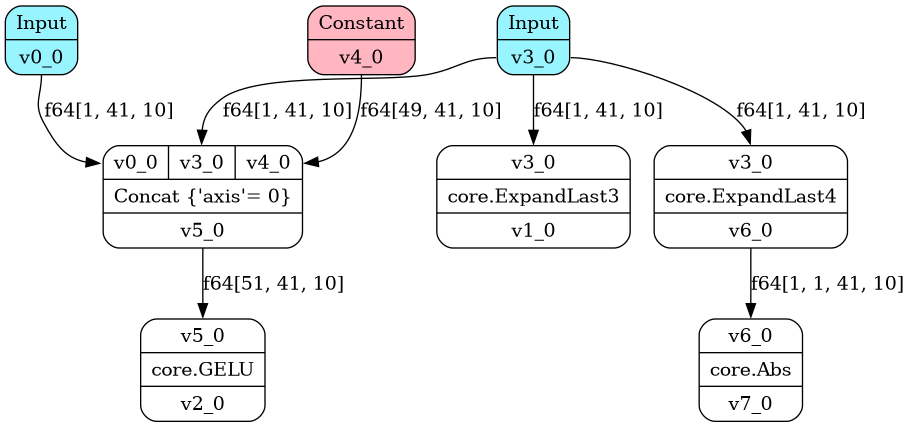 Input
v0_0
Constant
v4_0
Input
v3_0
f64[1, 41, 10]
f64[1, 41, 10]
f64[49, 41, 10]
f64[1, 41, 10]
f64[1, 41, 10]
v0_0
v3_0
v4_0
Concat {'axis'= 0}
v5_0
v3_0
core.ExpandLast3
v1_0
v3_0
core.ExpandLast4
v6_0
f64[51, 41, 10]
f64[1, 1, 41, 10]
v5_0
core.GELU
v2_0
v6_0
core.Abs
v7_0